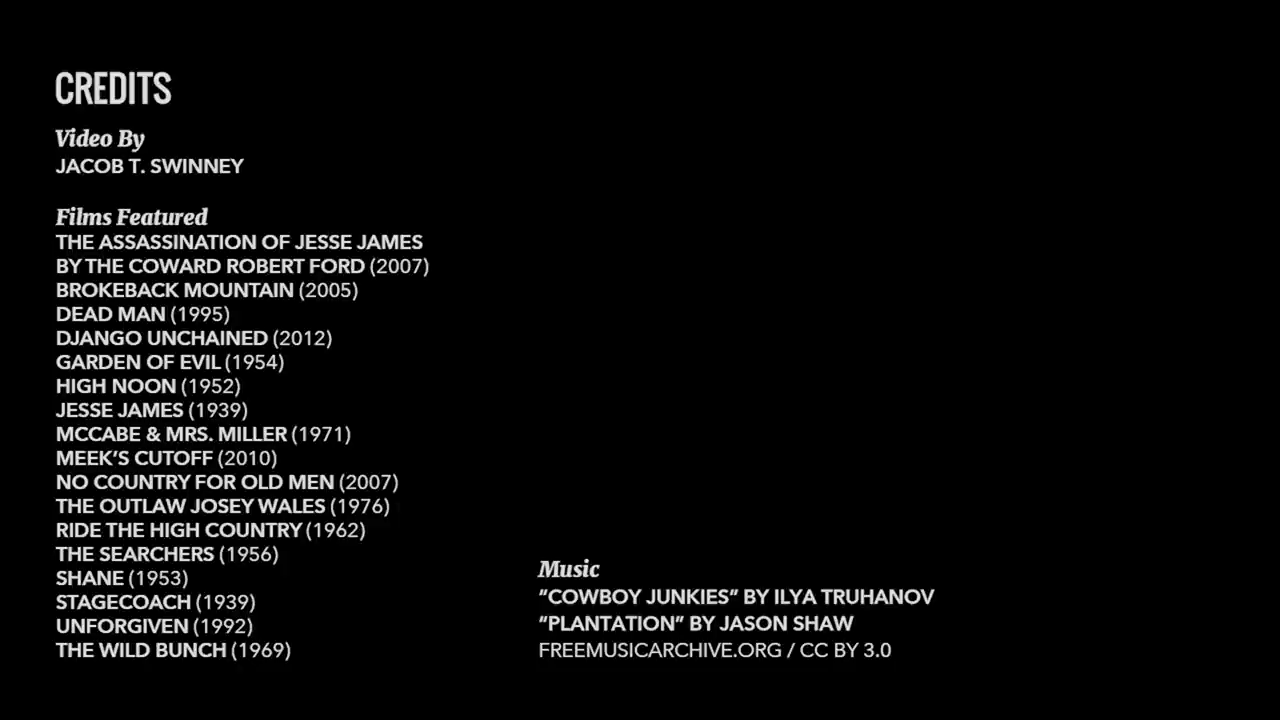 CREDITS
Video By
JACOB T. SWINNEY
Films Featured
THE ASSASSINATION OF JESSE JAMES
BY THE COWARD ROBERT FORD (2007)
BROKEBACK MOUNTAIN (2005)
DEAD MAN (1995)
DJANGO UNCHAINED (2012)
GARDEN OF EVIL (1954)
HIGH NOON (1952)
JESSE JAMES (1939)
MCCABE & MRS. MILLER (1971)
MEEK’S CUTOFF (2010)
NO COUNTRY FOR OLD MEN (2007)
THE OUTLAW JOSEY WALES (1976)
RIDE THE HIGH COUNTRY (1962)
THE SEARCHERS (1956)
SHANE (1953)
STAGECOACH (1939)
UNFORGIVEN (1992)
THE WILD BUNCH (1969)
Music
“COWBOY JUNKIES” BY ILYA TRUHANOV
“PLANTATION” BY JASON SHAW
FREEMUSICARCHIVE.ORG / CC BY 3.0